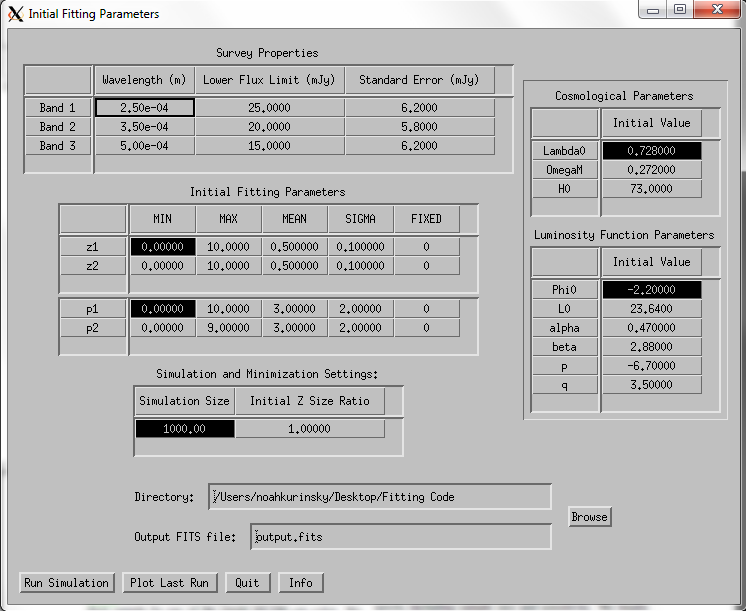 Initial Fitting Parameters
Survey Properties
Wavelength (m) Lower Flux Limit (mJy) Standard Error (mJy)
Band 1 2.50e-04 25.0000 6.2000
Band 2 3.50e-04 20.0000 5.8000
Band 3 5.00e-04 15.0000 6.2000
Initial Fitting Parameters
MIN MAX MEAN SIGMA FIXED
z1 0.00000 10.0000 0.500000 0.100000 0
z2 0.00000 10.0000 0.500000 0.100000 0
p1 0.00000 10.0000 3.00000 2.00000 0
p2 0.00000 9.00000 3.00000 2.00000 0
Simulation and Minimization Settings:
Simulation Size Initial Z Size Ratio
1000.00 1.00000
Cosmological Parameters
Initial Value
Lambda0 0.728000
OmegaM 0.272000
H0 73.0000
Luminosity Function Parameters
Initial Value
Phi0 -2.20000
L0 23.6400
alpha 0.470000
beta 2.88000
p -6.70000
q 3.50000
Directory: /Users/noahkurinsky/Desktop/Fitting Code
Browse
Output FITS file: output.fits
Run Simulation Plot Last Run Quit Info